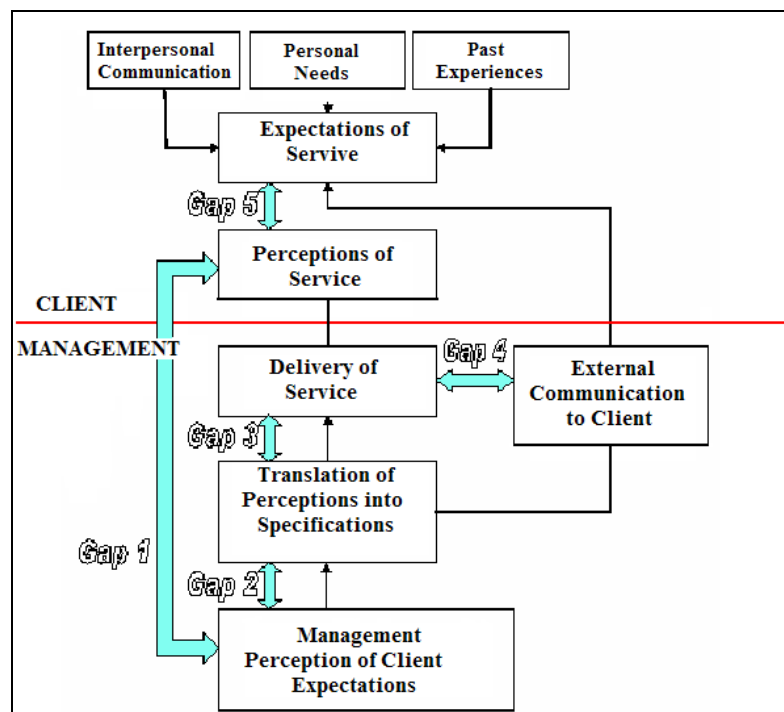 Interpersonal
Communication
Personal
Needs
Past
Experiences
Expectations of
Servive
Gap 5
Perceptions of
Service
CLIENT
MANAGEMENT
Delivery of
Service
Gap 4
External
Communication
to Client
Gap 3
Translation of
Perceptions into
Specifications
Gap 1
Gap 2
Management
Perception of Client
Expectations